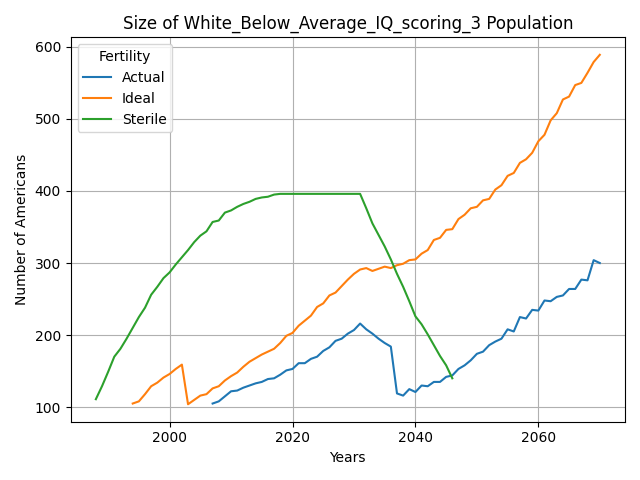 Size of White_Below_Average_IQ_scoring_3 Population
Fertility
Actual
Ideal
Sterile
Number of Americans
600
500
400
300
200
100
2000
2020
2040
2060
Years